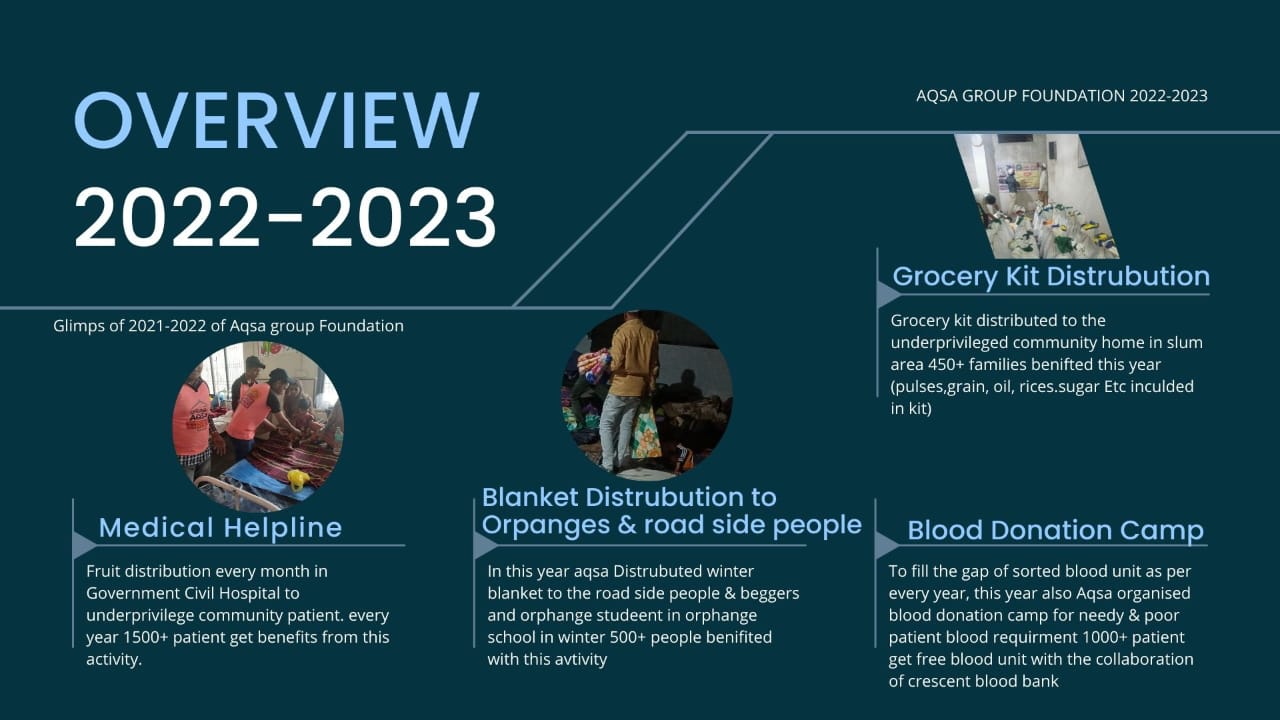 OVERVIEW
2022-2023
AQSA GROUP FOUNDATION 2022-2023
Glimps of 2021-2022 of Aqsa group Foundation
Grocery Kit Distrubution
Grocery kit distributed to the
underprivileged community home in slum
area 450+ families benifted this year
(pulses,grain, oil, rices.sugar Etc inculded
in kit)
Medical Helpline
Fruit distribution every month in
Government Civil Hospital to
underprivilege community patient. every
year 1500+ patient get benefits from this
activity.
Blanket Distrubution to
Orpanges & road side people
In this year aqsa Distrubuted winter
blanket to the road side people & beggers
and orphange studeent in orphange
school in winter 500+ people benifited
with this avtivity
Blood Donation Camp
To fill the gap of sorted blood unit as per
every year, this year also Aqsa organised
blood donation camp for needy & poor
patient blood requirment 1000+ patient
get free blood unit with the collaboration
of crescent blood bank